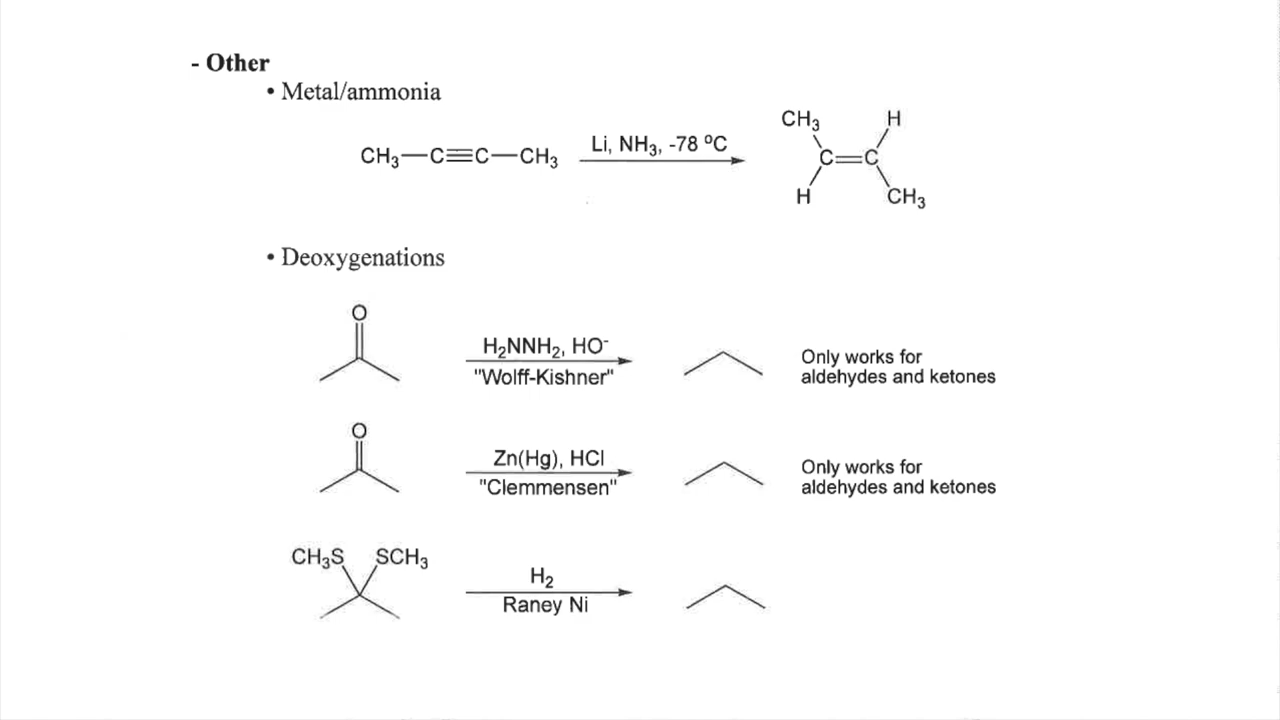 - Other
• Metal/ammonia
CH₃—C≡C—CH₃ Li, NH₃, -78 ºC CH₃ H
C=C
H CH₃
• Deoxygenations
O
H₂NNH₂, HO⁻ Only works for
"Wolff-Kishner" aldehydes and ketones
O
Zn(Hg), HCl Only works for
"Clemmensen" aldehydes and ketones
CH₃S SCH₃
H₂
Raney Ni